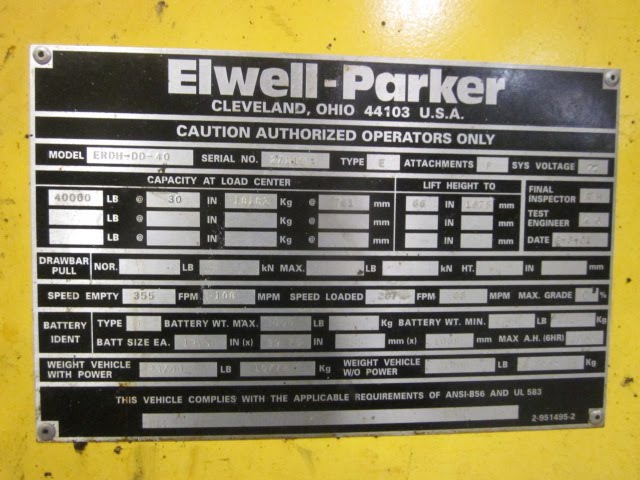 Elwell-Parker
CLEVELAND, OHIO 44103 U.S.A.
CAUTION AUTHORIZED OPERATORS ONLY
MODEL ERDH-DO-40 SERIAL NO. TYPE E ATTACHMENTS SYS VOLTAGE
CAPACITY AT LOAD CENTER LIFT HEIGHT TO FINAL INSPECTOR
40000 LB @ 30 IN Kg @ 761 mm 66 IN mm
LB @ IN Kg @ mm IN mm TEST ENGINEER
LB @ IN Kg @ mm IN mm DATE
DRAWBAR PULL NOR. LB kN MAX. LB kN HT. IN mm
SPEED EMPTY 355 FPM 108 MPM SPEED LOADED FPM MPM MAX. GRADE %
BATTERY IDENT TYPE BATTERY WT. MAX. LB Kg BATTERY WT. MIN. LB Kg
BATT SIZE EA. IN (x) IN mm (x) mm MAX A.H. (6HR)
WEIGHT VEHICLE WITH POWER LB Kg WEIGHT VEHICLE W/O POWER LB Kg
THIS VEHICLE COMPLIES WITH THE APPLICABLE REQUIREMENTS OF ANSI-B56 AND UL 583
2-951495-2